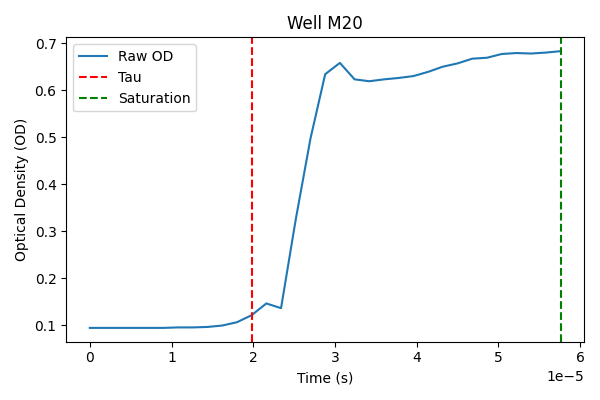 Well M20
Raw OD
Tau
Saturation
Optical Density (OD)
0.7
0.6
0.5
0.4
0.3
0.2
0.1
0 1 2 3 4 5 6
1e−5
Time (s)